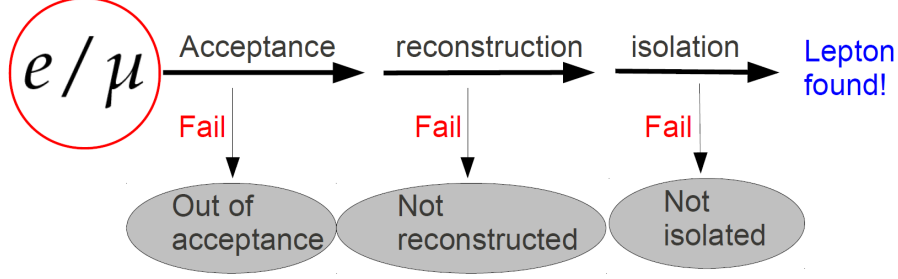 e / μ
Acceptance
reconstruction
isolation
Lepton
found!
Fail
Fail
Fail
Out of
acceptance
Not
reconstructed
Not
isolated